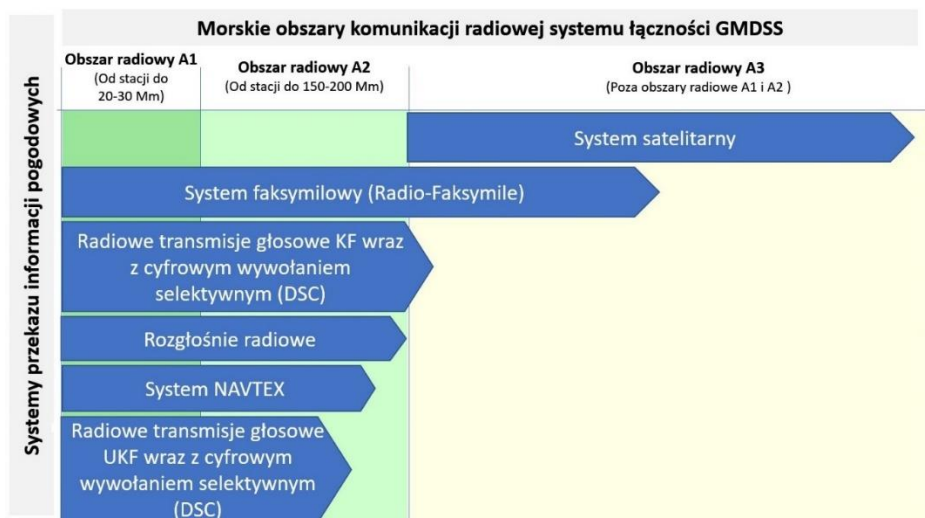 Morskie obszary komunikacji radiowej systemu łączności GMDSS
Systemy przekazu informacji pogodowych
Obszar radiowy A1
(Od stacji do
20-30 Mm)
Obszar radiowy A2
(Od stacji do 150-200 Mm)
Obszar radiowy A3
(Poza obszary radiowe A1 i A2 )
System satelitarny
System faksymilowy (Radio-Faksymile)
Radiowe transmisje głosowe KF wraz
z cyfrowym wywołaniem
selektywnym (DSC)
Rozgłośnie radiowe
System NAVTEX
Radiowe transmisje głosowe
UKF wraz z cyfrowym
wywołaniem selektywnym
(DSC)